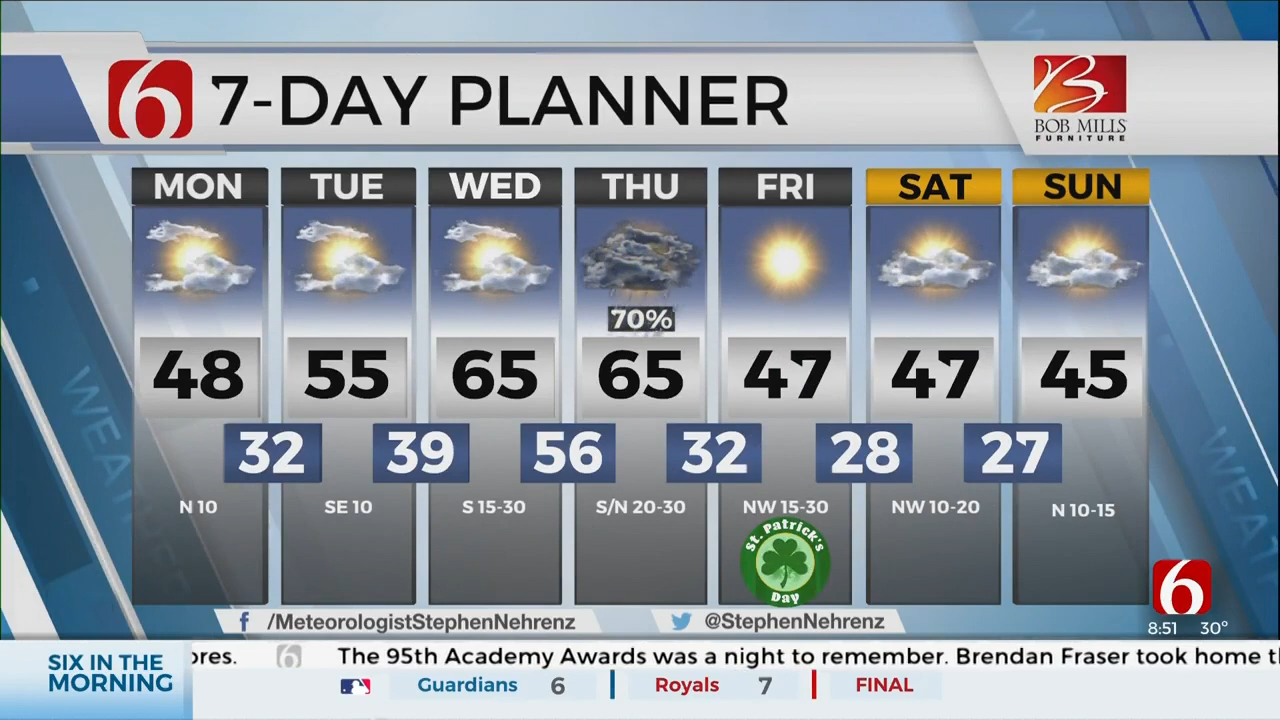 6 7-DAY PLANNER
B
BOB MILLS
FURNITURE
MON TUE WED THU FRI SAT SUN
70%
48 55 65 65 47 47 45
32 39 56 32 28 27
N 10 SE 10 S 15-30 S/N 20-30 NW 15-30 NW 10-20 N 10-15
St. Patrick's
Day
f /MeteorologistStephenNehrenz @StephenNehrenz
6
8:51 30°
SIX IN THE
MORNING
ores. 6 The 95th Academy Awards was a night to remember. Brendan Fraser took home th
Guardians 6 Royals 7 FINAL